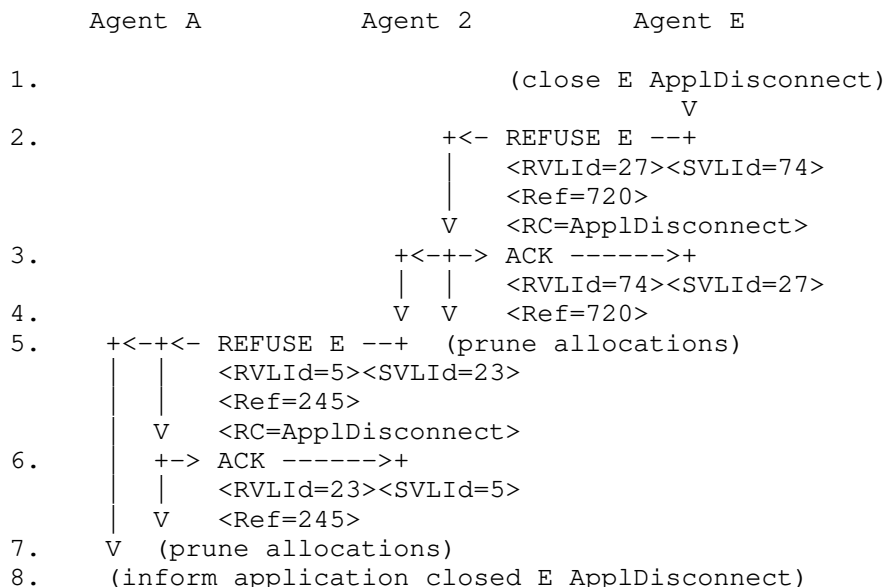 Agent A          Agent 2          Agent E
1.                             (close E ApplDisconnect)
                                         V
2.                         +<- REFUSE E --+
                           |   <RVLId=27><SVLId=74>
                           |   <Ref=720>
                           V   <RC=ApplDisconnect>
3.                      +<-+-> ACK ------>+
                        |  |   <RVLId=74><SVLId=27>
4.                      V  V   <Ref=720>
5.    +<-+<- REFUSE E --+  (prune allocations)
      |  |   <RVLId=5><SVLId=23>
      |  |   <Ref=245>
      |  V   <RC=ApplDisconnect>
6.    |  +-> ACK ------>+
      |  |   <RVLId=23><SVLId=5>
      |  V   <Ref=245>
7.    V  (prune allocations)
8.    (inform application closed E ApplDisconnect)